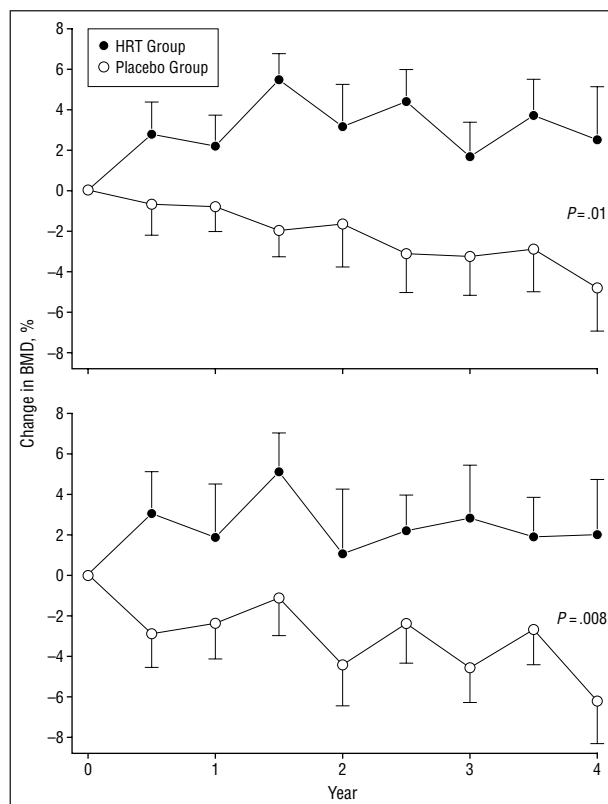 HRT Group
Placebo Group
8
6
4
2
0
−2
−4
−6
−8
P = .01
Change in BMD, %
8
6
4
2
0
−2
−4
−6
−8
P = .008
0 1 2 3 4
Year